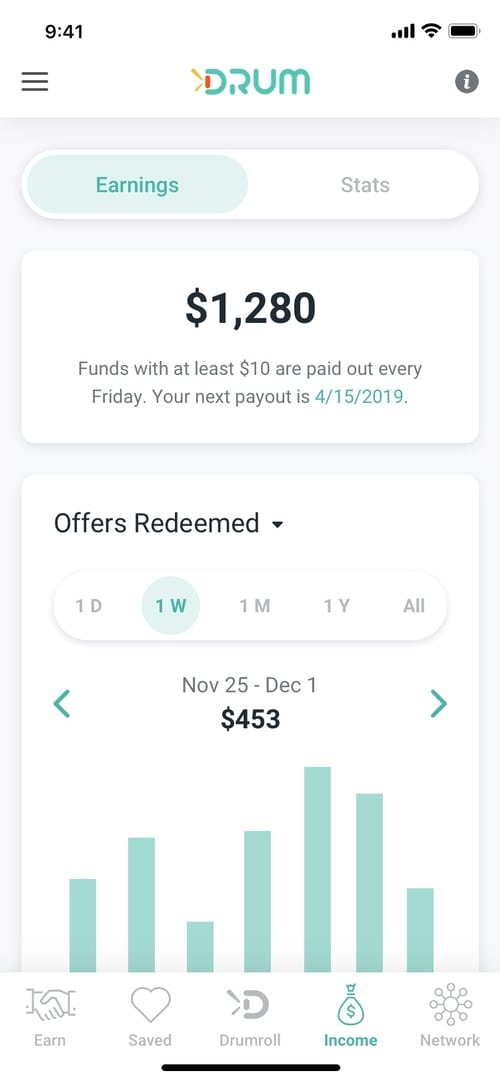 9:41
DRUM
i
Earnings
Stats
$1,280
Funds with at least $10 are paid out every
Friday. Your next payout is 4/15/2019.
Offers Redeemed
1 D
1 W
1 M
1 Y
All
Nov 25 - Dec 1
$453
$
Earn
Saved
Drumroll
Income
Network